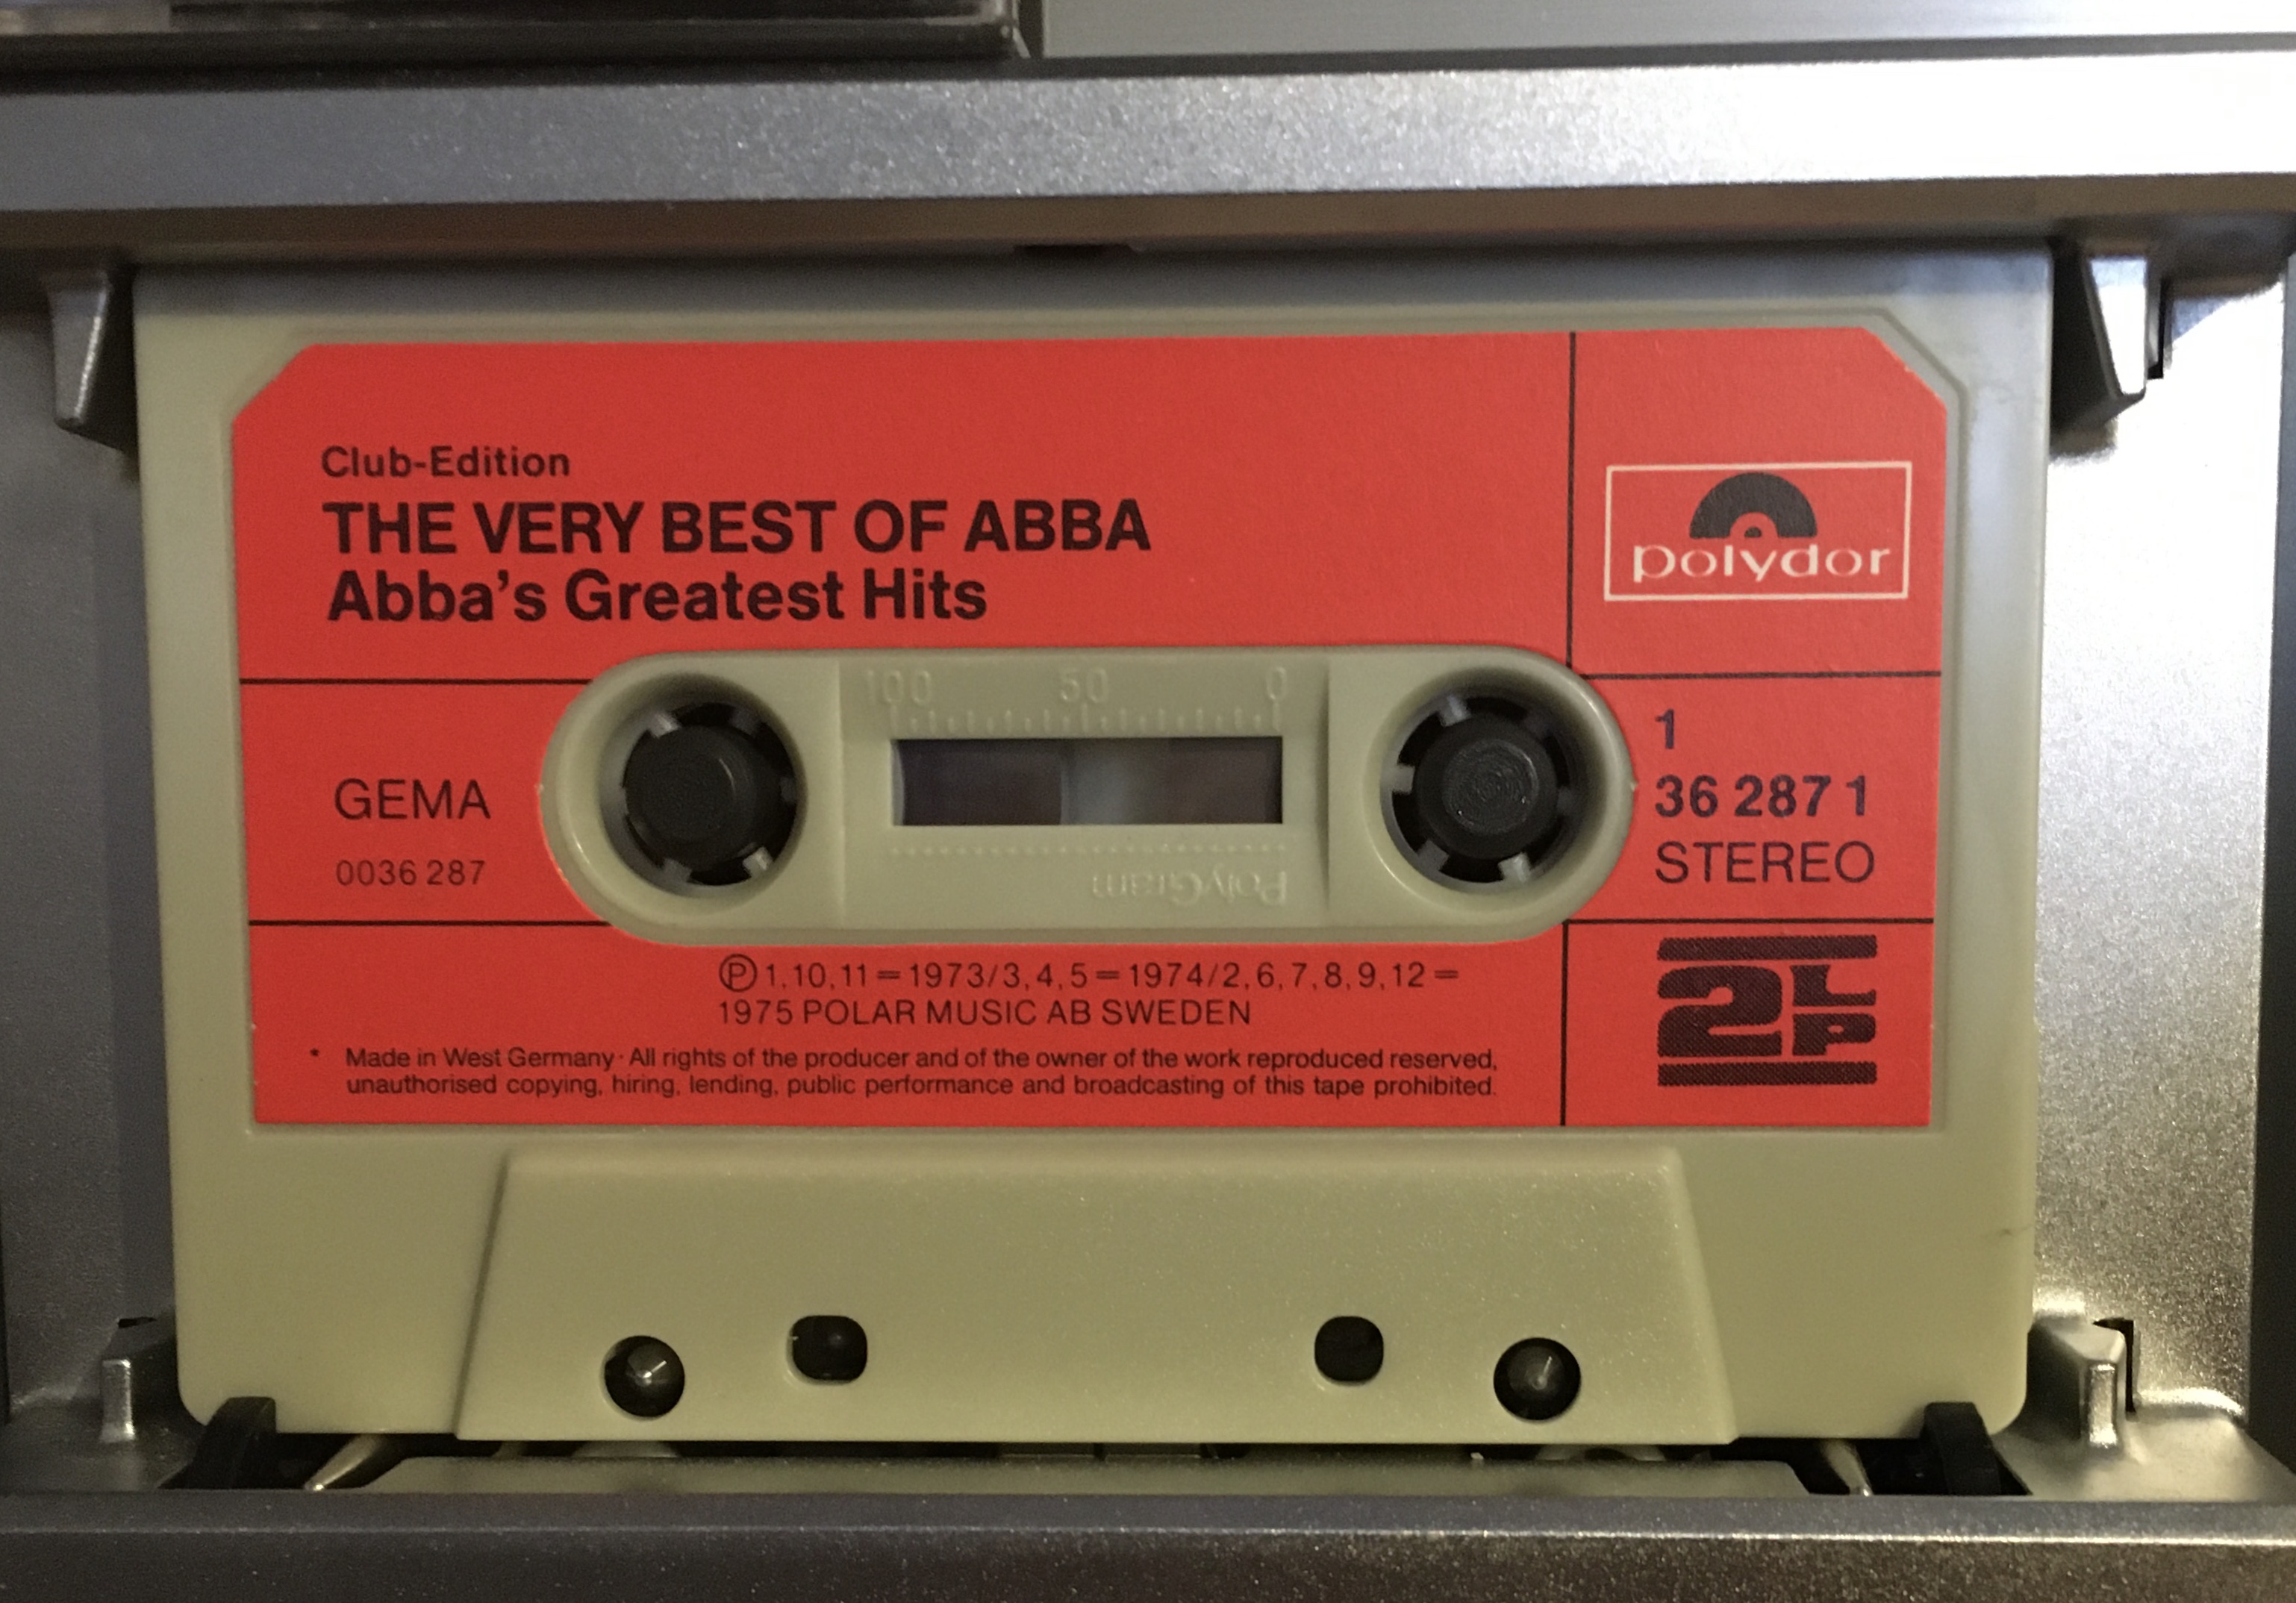 Club-Edition
THE VERY BEST OF ABBA
Abba's Greatest Hits
polydor
100 50 0
GEMA
0036 287
1
36 287 1
STEREO
PolyGram
Ⓟ 1, 10, 11 = 1973/3, 4, 5 = 1974/2, 6, 7, 8, 9, 12 =
1975 POLAR MUSIC AB SWEDEN
2LP
* Made in West Germany · All rights of the producer and of the owner of the work reproduced reserved,
unauthorised copying, hiring, lending, public performance and broadcasting of this tape prohibited.